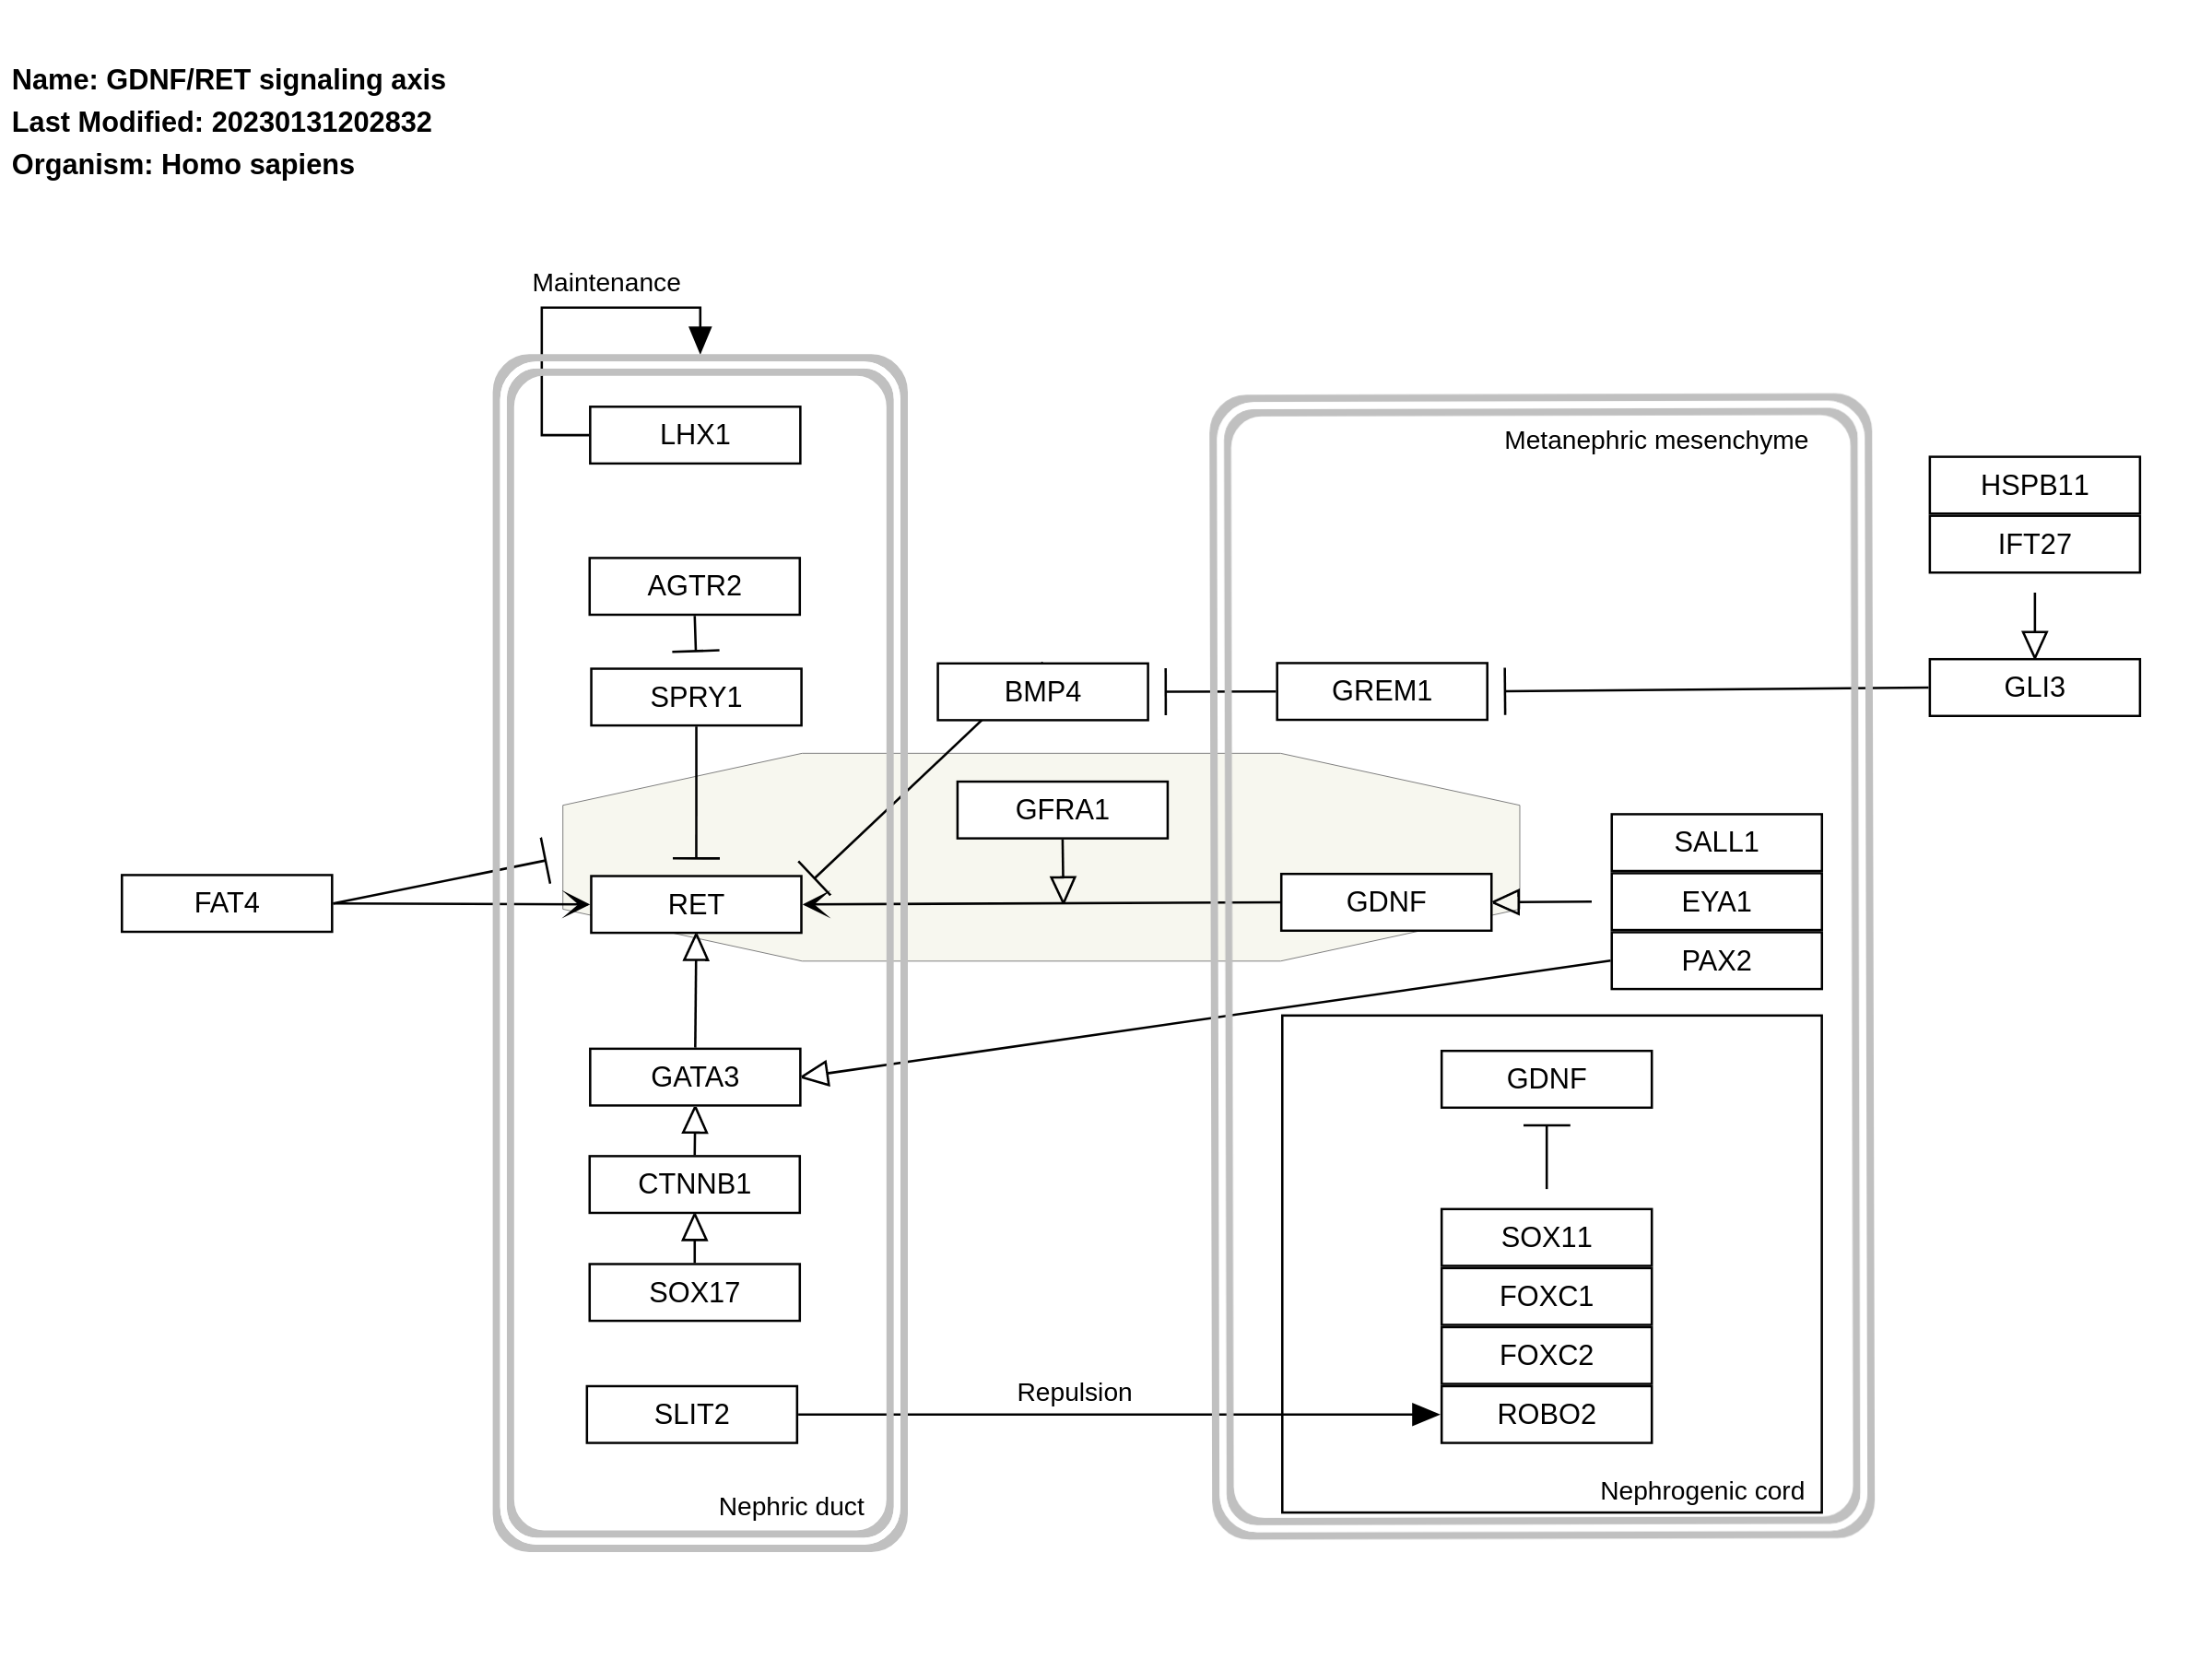 Name: GDNF/RET signaling axis
Last Modified: 20230131202832
Organism: Homo sapiens
Maintenance
LHX1
Metanephric mesenchyme
HSPB11
IFT27
AGTR2
SPRY1
BMP4
GREM1
GLI3
GFRA1
SALL1
FAT4
RET
GDNF
EYA1
PAX2
GATA3
GDNF
CTNNB1
SOX11
SOX17
FOXC1
FOXC2
SLIT2
Repulsion
ROBO2
Nephrogenic cord
Nephric duct